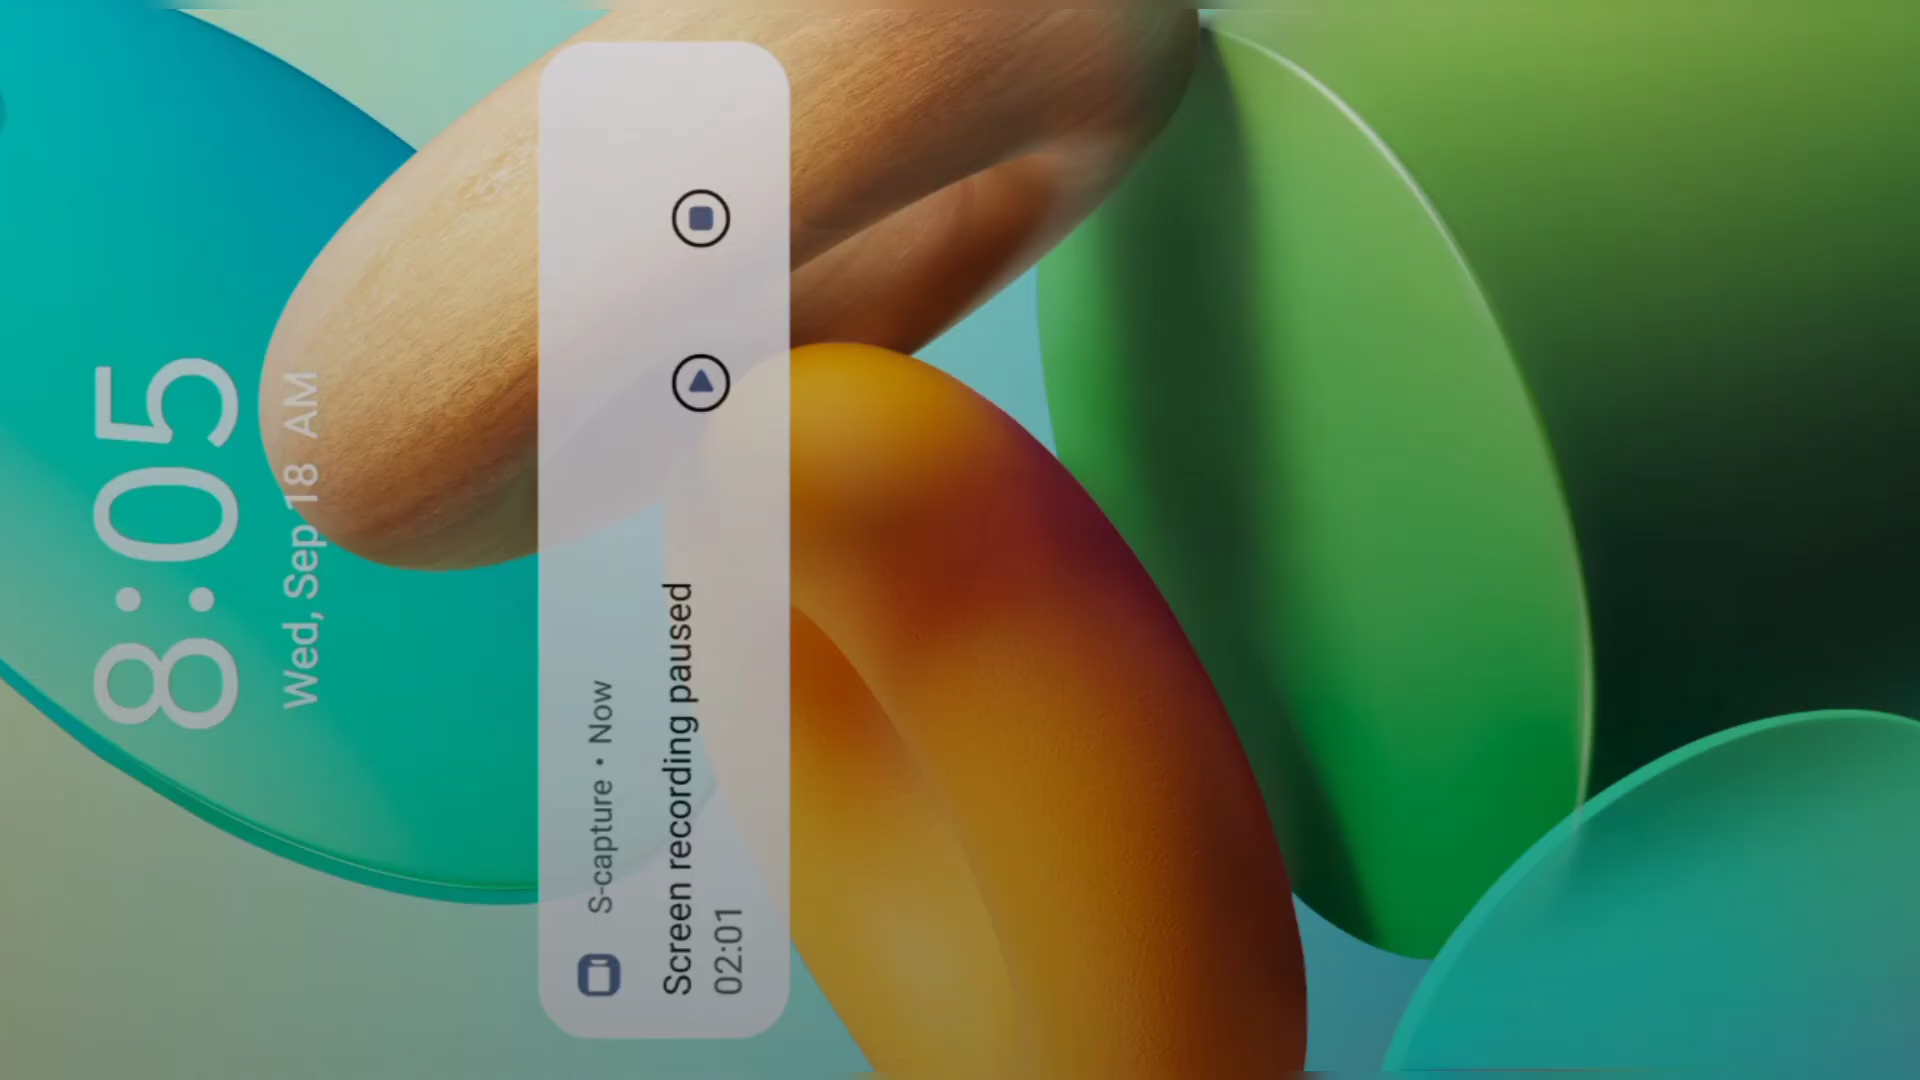 8:05
Wed, Sep 18 AM
S-capture • Now
Screen recording paused
02:01